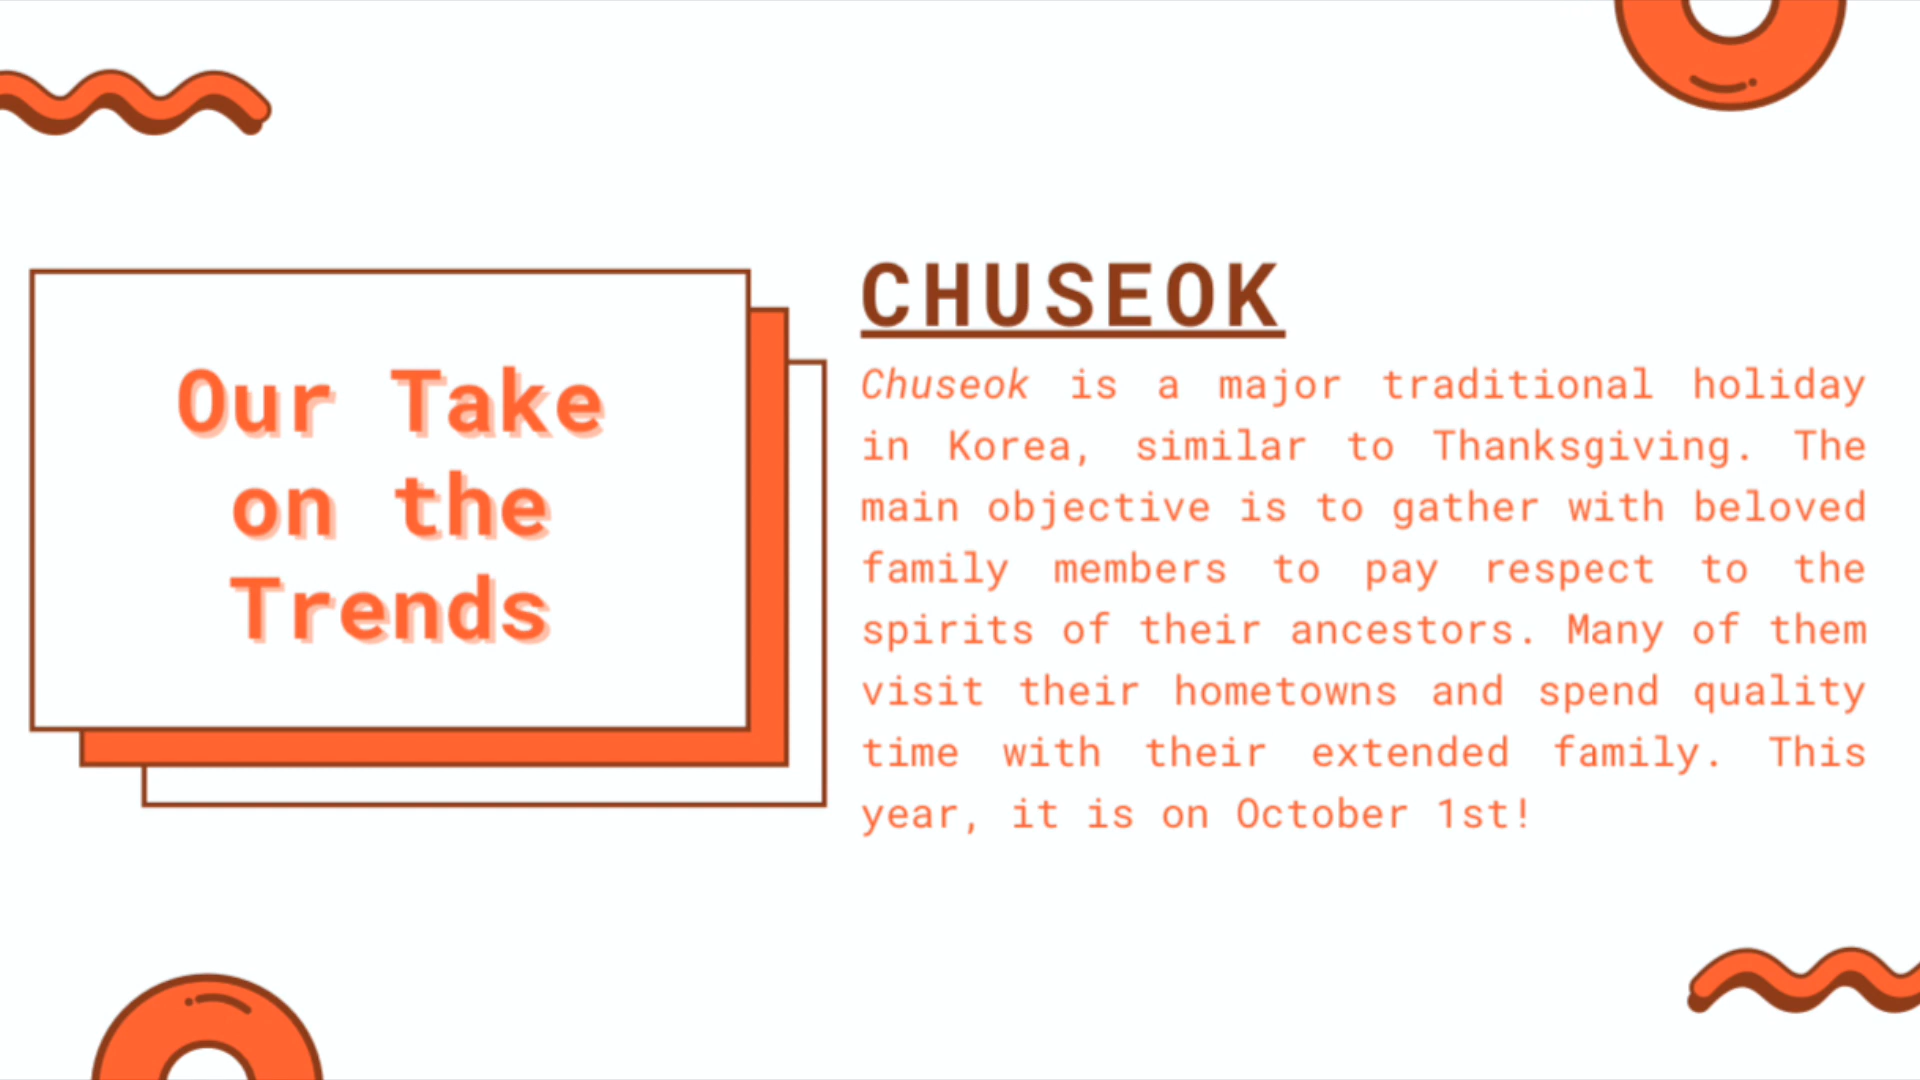 Our Take
on the
Trends
CHUSEOK
Chuseok is a major traditional holiday
in Korea, similar to Thanksgiving. The
main objective is to gather with beloved
family members to pay respect to the
spirits of their ancestors. Many of them
visit their hometowns and spend quality
time with their extended family. This
year, it is on October 1st!